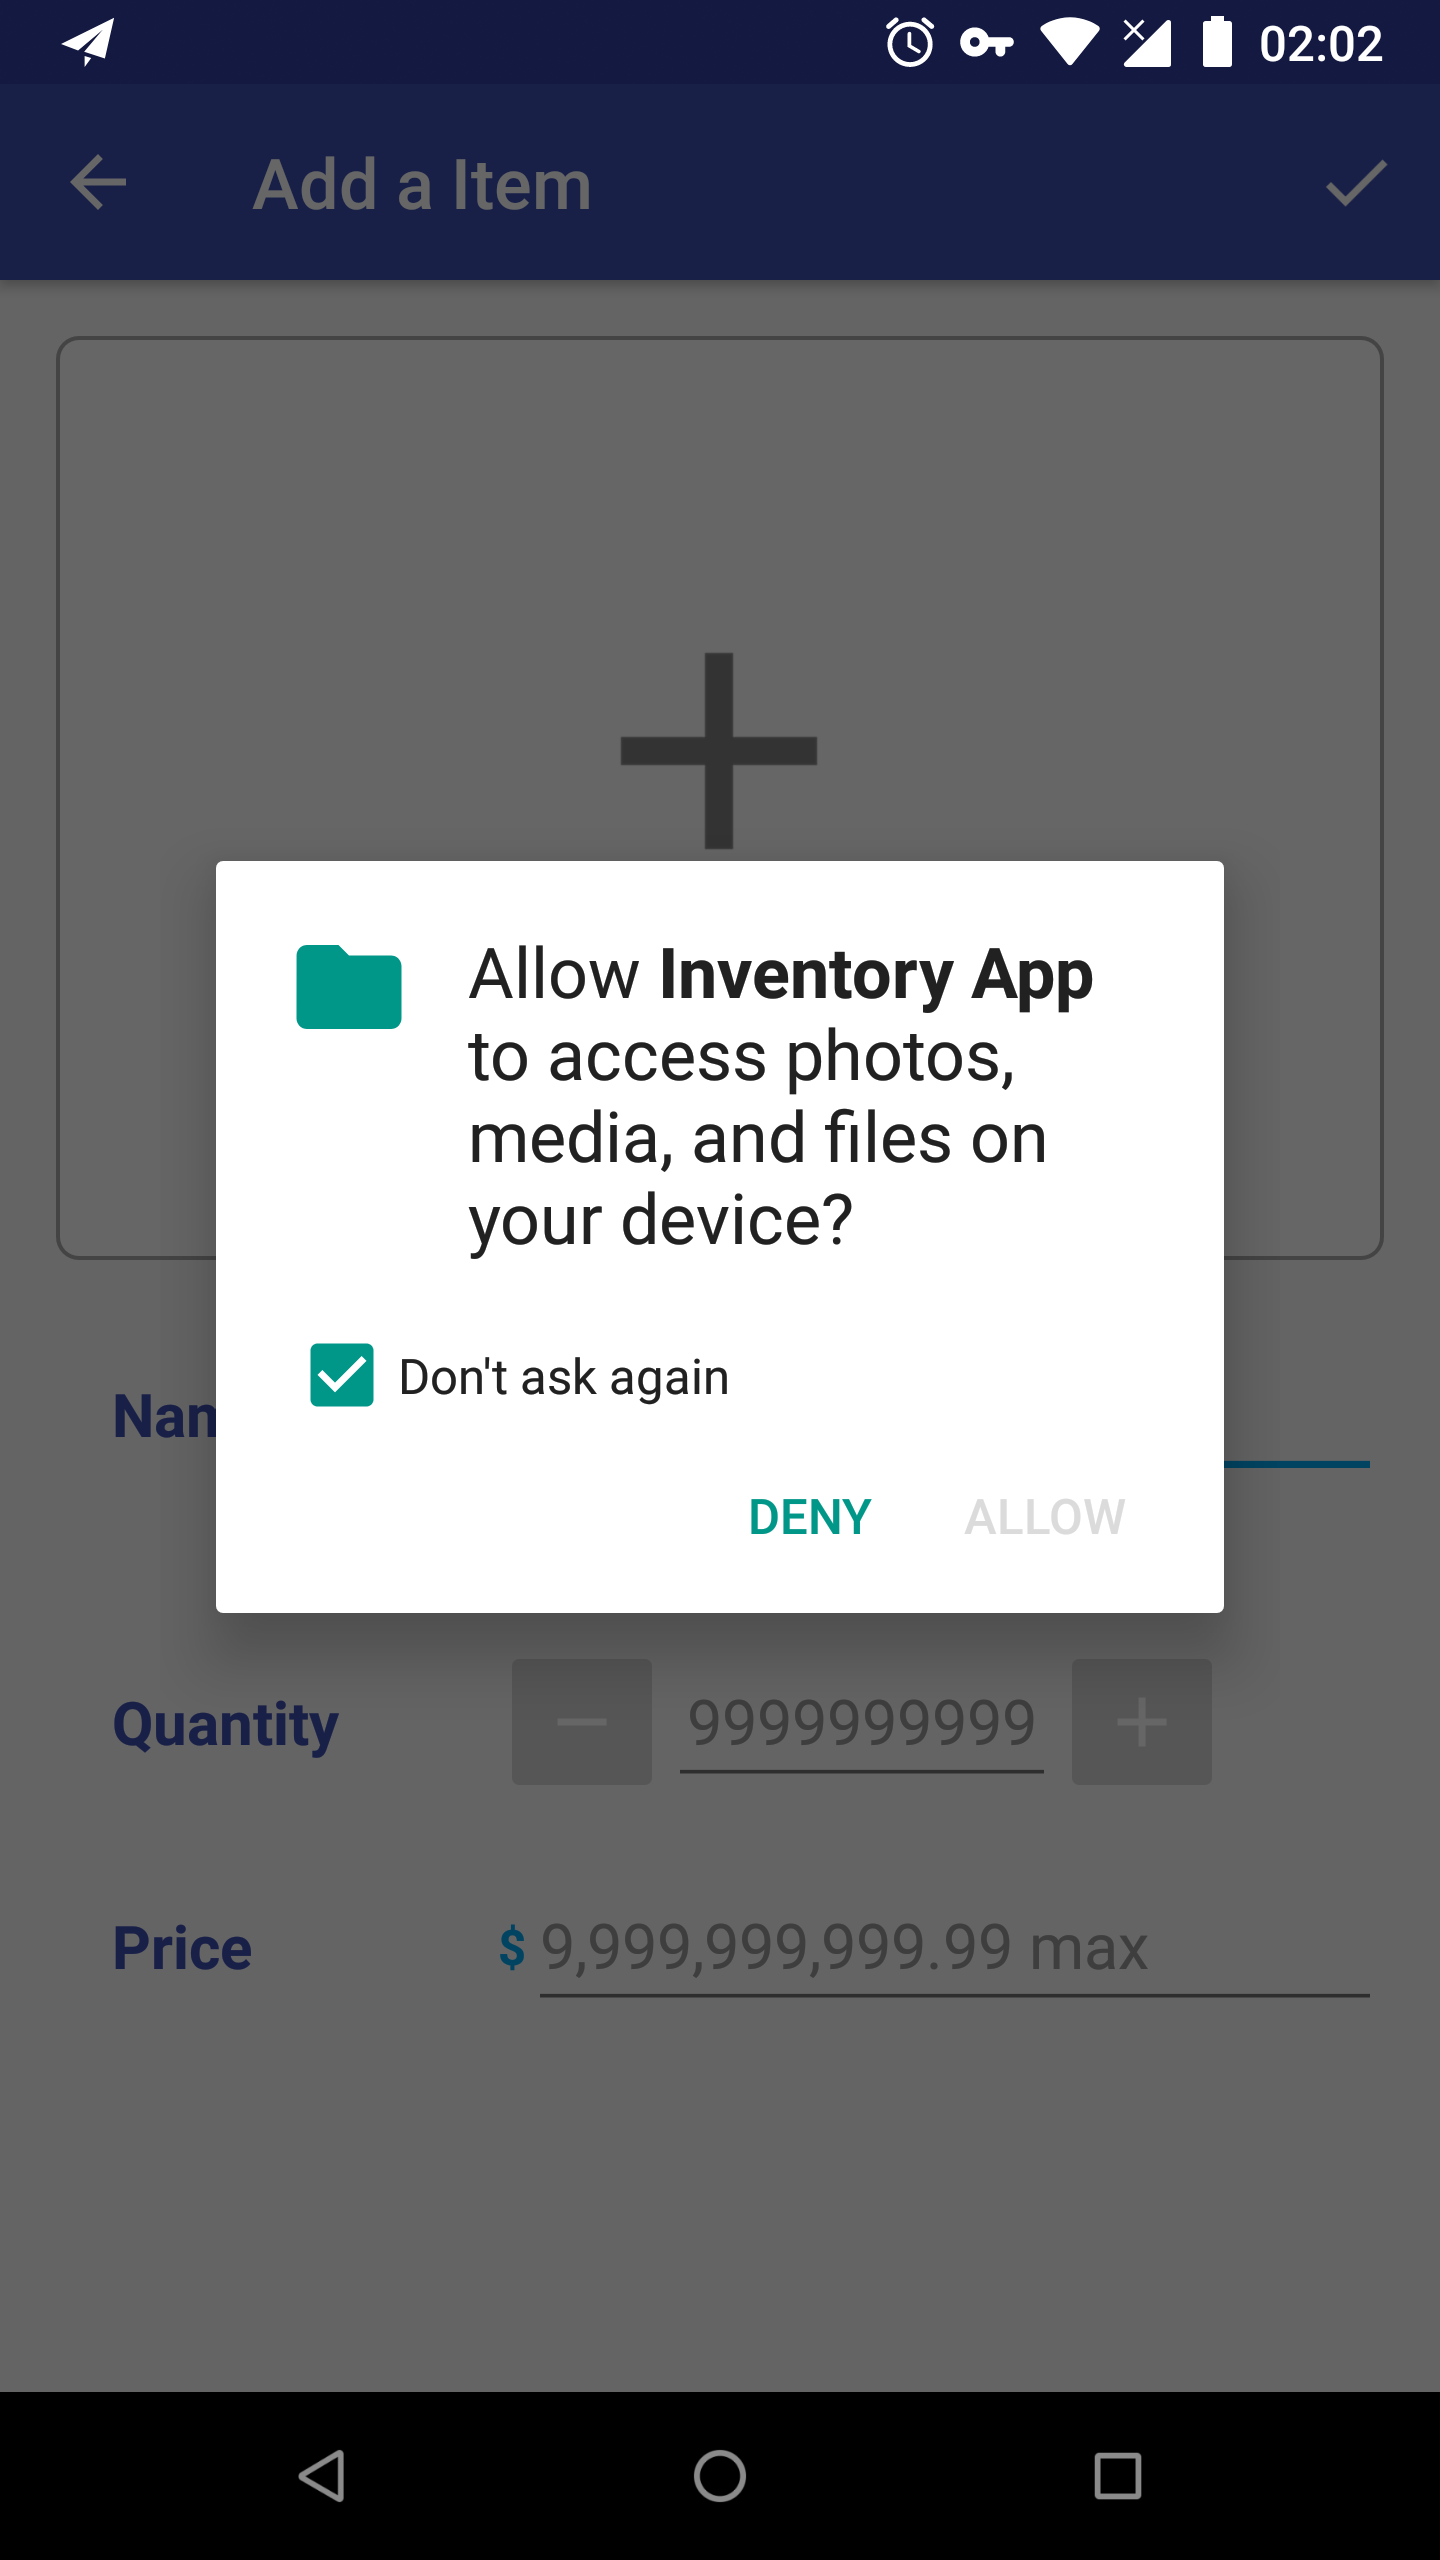 02:02
Add a Item
Allow Inventory App
to access photos,
media, and files on
your device?
Don't ask again
DENY ALLOW
Quantity 9999999999
Price $ 9,999,999,999.99 max